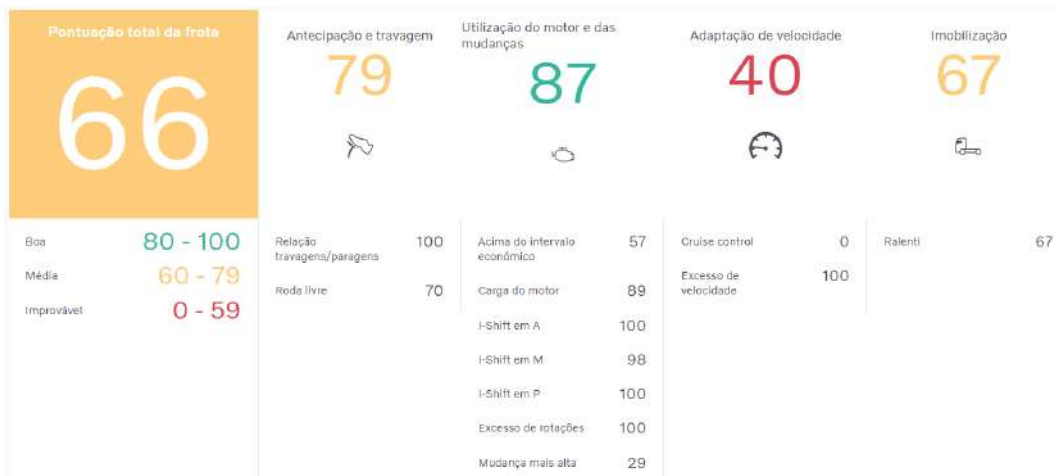 Pontuação total da frota
66
Antecipação e travagem
79
Utilização do motor e das
mudanças
87
Adaptação de velocidade
40
Imobilização
67
Boa 80 - 100
Média 60 - 79
Improvável 0 - 59
Relação
travagens/paragens 100
Roda livre 70
Acima do intervalo
económico 57
Carga do motor 89
I-Shift em A 100
I-Shift em M 98
I-Shift em P 100
Excesso de rotações 100
Mudança mais alta 29
Cruise control 0
Excesso de
velocidade 100
Ralenti 67